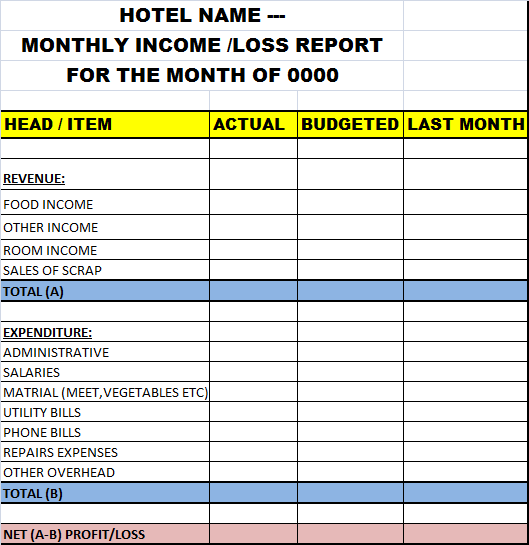 HOTEL NAME ---
MONTHLY INCOME /LOSS REPORT
FOR THE MONTH OF 0000
HEAD / ITEM ACTUAL BUDGETED LAST MONTH
REVENUE:
FOOD INCOME
OTHER INCOME
ROOM INCOME
SALES OF SCRAP
TOTAL (A)
EXPENDITURE:
ADMINISTRATIVE
SALARIES
MATRIAL (MEET,VEGETABLES ETC)
UTILITY BILLS
PHONE BILLS
REPAIRS EXPENSES
OTHER OVERHEAD
TOTAL (B)
NET (A-B) PROFIT/LOSS